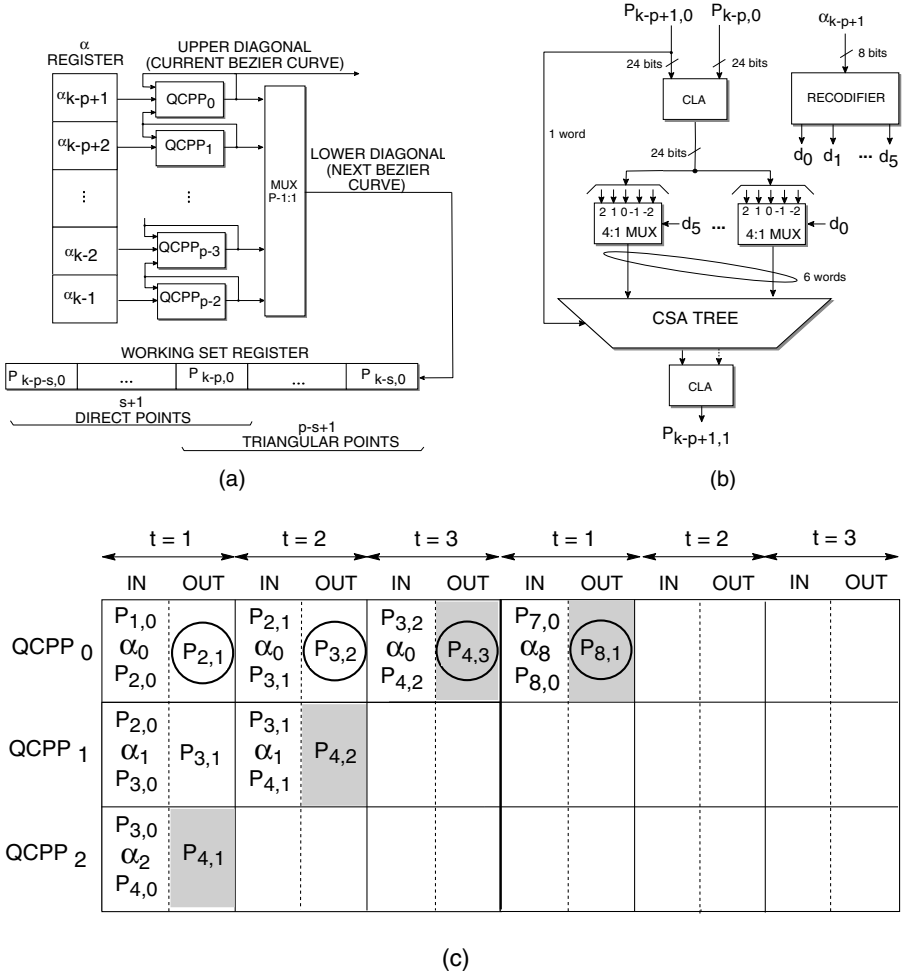 α
REGISTER
UPPER DIAGONAL
(CURRENT BEZIER CURVE)
αk-p+1
QCPP0
αk-p+2
QCPP1
⋮
⋮
αk-2
QCPPp-3
αk-1
QCPPp-2
MUX
P-1:1
LOWER DIAGONAL
(NEXT BEZIER
CURVE)
WORKING SET REGISTER
P k-p-s,0
...
P k-p,0
...
P k-s,0
s+1
DIRECT POINTS
p-s+1
TRIANGULAR POINTS
(a)
Pk-p+1,0
Pk-p,0
αk-p+1
24 bits
24 bits
8 bits
CLA
RECODIFIER
1 word
d0 d1 ... d5
24 bits
2 1 0 -1 -2
4:1 MUX
d5
...
2 1 0 -1 -2
4:1 MUX
d0
6 words
CSA TREE
CLA
Pk-p+1,1
(b)
t = 1 t = 2 t = 3 t = 1 t = 2 t = 3
IN OUT IN OUT IN OUT IN OUT IN OUT IN OUT
QCPP 0
P1,0 P2,1 P3,2 P7,0
α0 P2,1 α0 P3,2 α0 P4,3 α8 P8,1
P2,0 P3,1 P4,2 P8,0
QCPP 1
P2,0 P3,1
α1 P3,1 α1 P4,2
P3,0 P4,1
QCPP 2
P3,0
α2 P4,1
P4,0
(c)